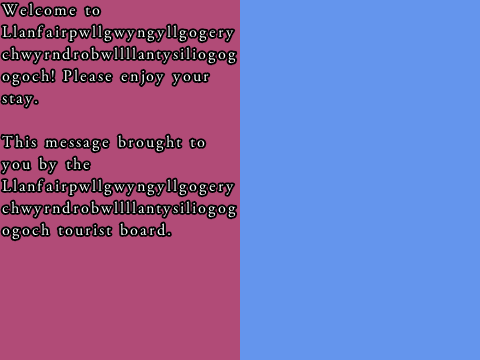 Welcome to
Llanfairpwllgwyngyllgogery
chwyrndrobwllllantysiliogog
ogoch! Please enjoy your
stay.

This message brought to
you by the
Llanfairpwllgwyngyllgogery
chwyrndrobwllllantysiliogog
ogoch tourist board.